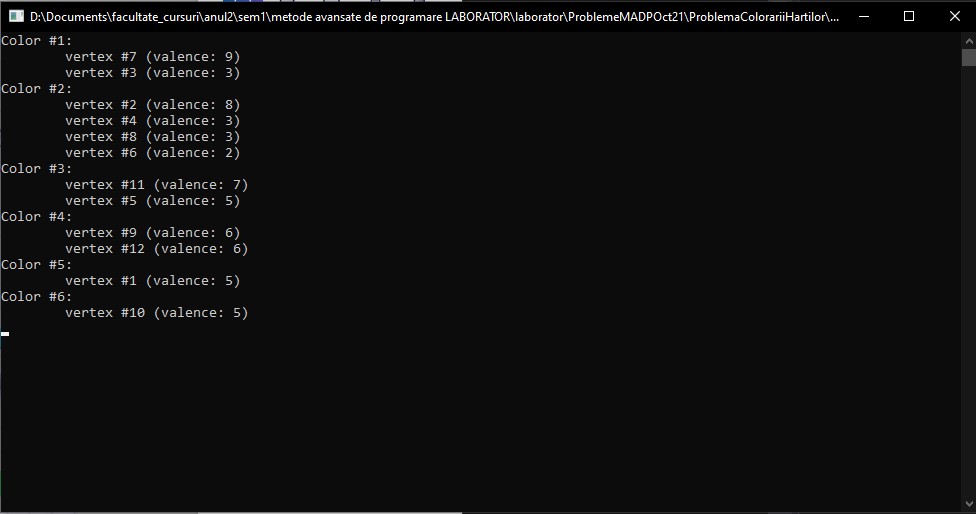 D:\Documents\facultate_cursuri\anul2\sem1\metode avansate de programare LABORATOR\laborator\ProblemeMADPOct21\ProblemaColorariiHartilor\...
Color #1:
vertex #7 (valence: 9)
vertex #3 (valence: 3)
Color #2:
vertex #2 (valence: 8)
vertex #4 (valence: 3)
vertex #8 (valence: 3)
vertex #6 (valence: 2)
Color #3:
vertex #11 (valence: 7)
vertex #5 (valence: 5)
Color #4:
vertex #9 (valence: 6)
vertex #12 (valence: 6)
Color #5:
vertex #1 (valence: 5)
Color #6:
vertex #10 (valence: 5)